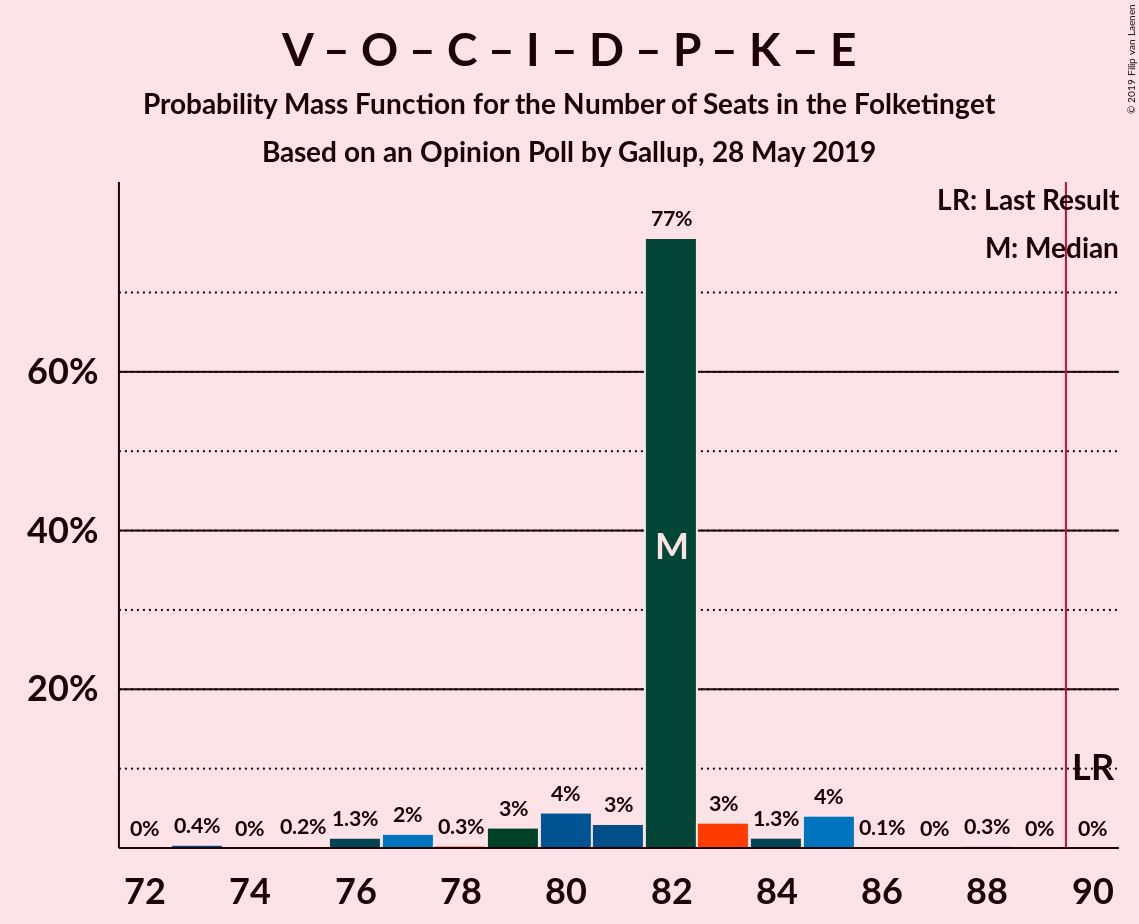 V – O – C – I – D – P – K – E
Probability Mass Function for the Number of Seats in the Folketinget
Based on an Opinion Poll by Gallup, 28 May 2019
© 2019 Filip van Laenen
LR: Last Result
M: Median
60%
40%
20%
0% 0.4% 0% 0.2% 1.3% 2% 0.3% 3% 4% 3% 77% 3% 1.3% 4% 0.1% 0% 0.3% 0% 0%
M
LR
72 74 76 78 80 82 84 86 88 90